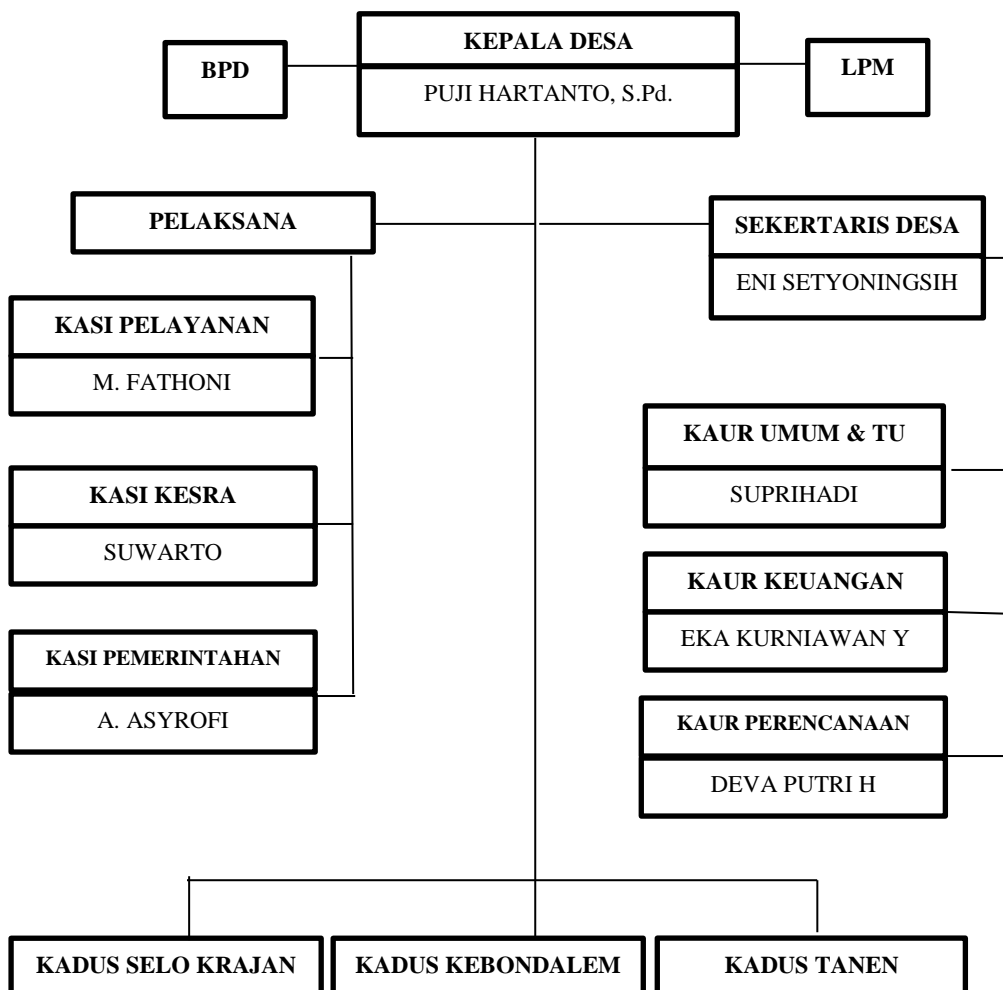 KEPALA DESA
PUJI HARTANTO, S.Pd.
BPD
LPM
PELAKSANA
SEKERTARIS DESA
ENI SETYONINGSIH
KASI PELAYANAN
M. FATHONI
KASI KESRA
SUWARTO
KASI PEMERINTAHAN
A. ASYROFI
KAUR UMUM & TU
SUPRIHADI
KAUR KEUANGAN
EKA KURNIAWAN Y
KAUR PERENCANAAN
DEVA PUTRI H
KADUS SELO KRAJAN
KADUS KEBONDALEM
KADUS TANEN